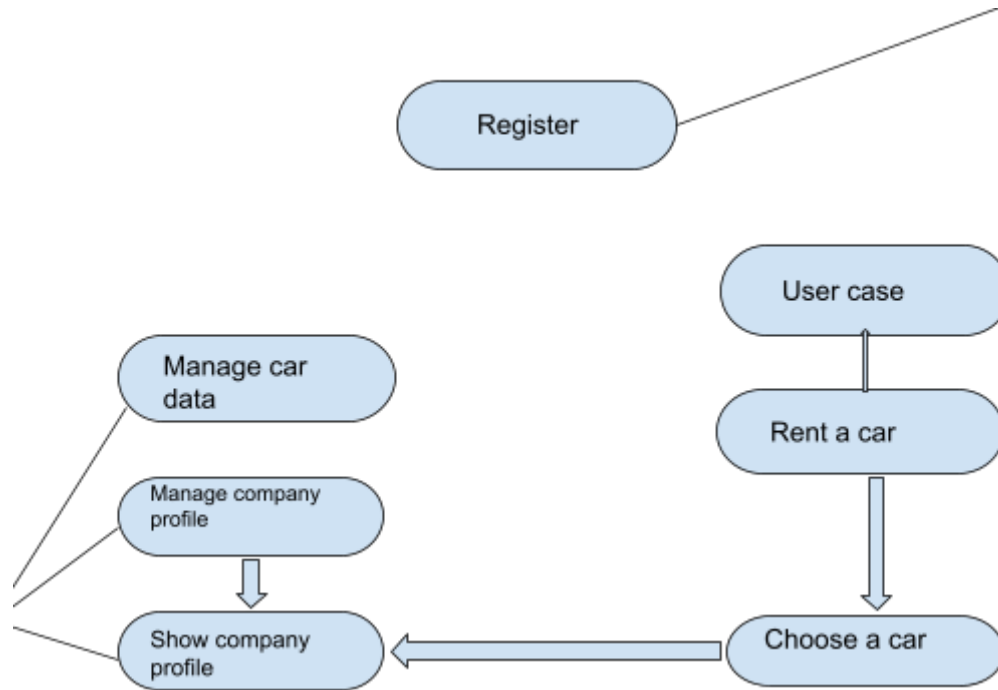 Register
User case
Manage car
data
Rent a car
Manage company
profile
Show company
profile
Choose a car